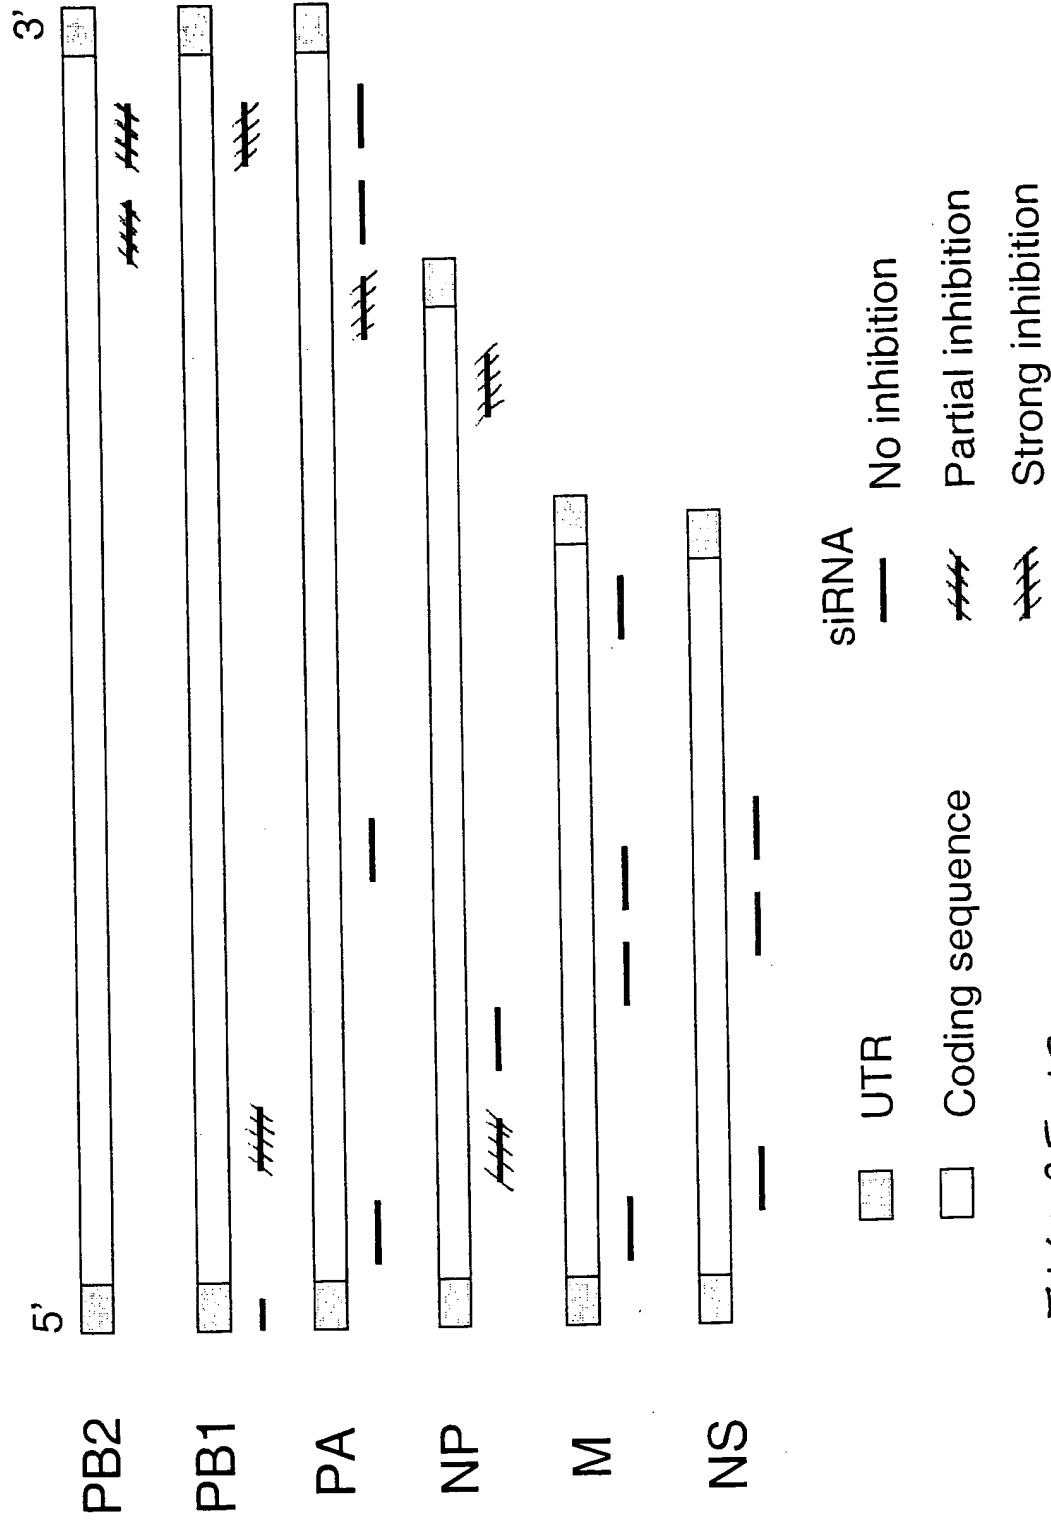 5' 3'
PB2
PB1
PA
NP
M
NS
siRNA
UTR
No inhibition
Coding sequence
Partial inhibition
Strong inhibition